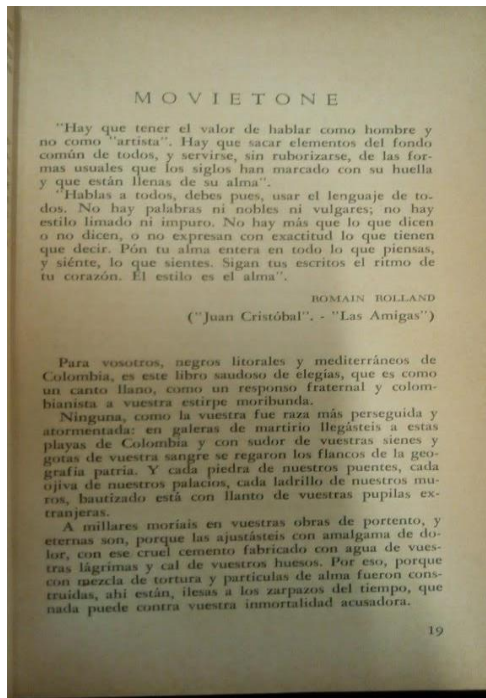 MOVIETONE
"Hay que tener el valor de hablar como hombre y
no como "artista". Hay que sacar elementos del fondo
común de todos, y servirse, sin ruborizarse, de las for-
mas usuales que los siglos han marcado con su huella
y que están llenas de su alma".
"Hablas a todos, debes pues, usar el lenguaje de to-
dos. No hay palabras ni nobles ni vulgares; no hay
estilo limado ni impuro. No hay más que lo que dicen
o no dicen, o no expresan con exactitud lo que tienen
que decir. Pón tu alma entera en todo lo que piensas,
y siénte, lo que sientes. Sigan tus escritos el ritmo de
tu corazón. El estilo es el alma".
ROMAIN ROLLAND
("Juan Cristóbal". - "Las Amigas")
Para vosotros, negros litorales y mediterráneos de
Colombia, es este libro saudoso de elegías, que es como
un canto llano, como un responso fraternal y colom-
bianista a vuestra estirpe moribunda.
Ninguna, como la vuestra fue raza más perseguida y
atormentada: en galeras de martirio llegásteis a estas
playas de Colombia y con sudor de vuestras sienes y
gotas de vuestra sangre se regaron los flancos de la geo-
grafía patria. Y cada piedra de nuestros puentes, cada
ojiva de nuestros palacios, cada ladrillo de nuestros mu-
ros, bautizado está con llanto de vuestras pupilas ex-
tranjeras.
A millares moriais en vuestras obras de portento, y
eternas son, porque las ajustásteis con amalgama de do-
lor, con ese cruel cemento fabricado con agua de vues-
tras lágrimas y cal de vuestros huesos. Por eso, porque
con mezcla de tortura y partículas de alma fueron cons-
truidas, ahi están, ilesas a los zarpazos del tiempo, que
nada puede contra vuestra inmortalidad acusadora.
19